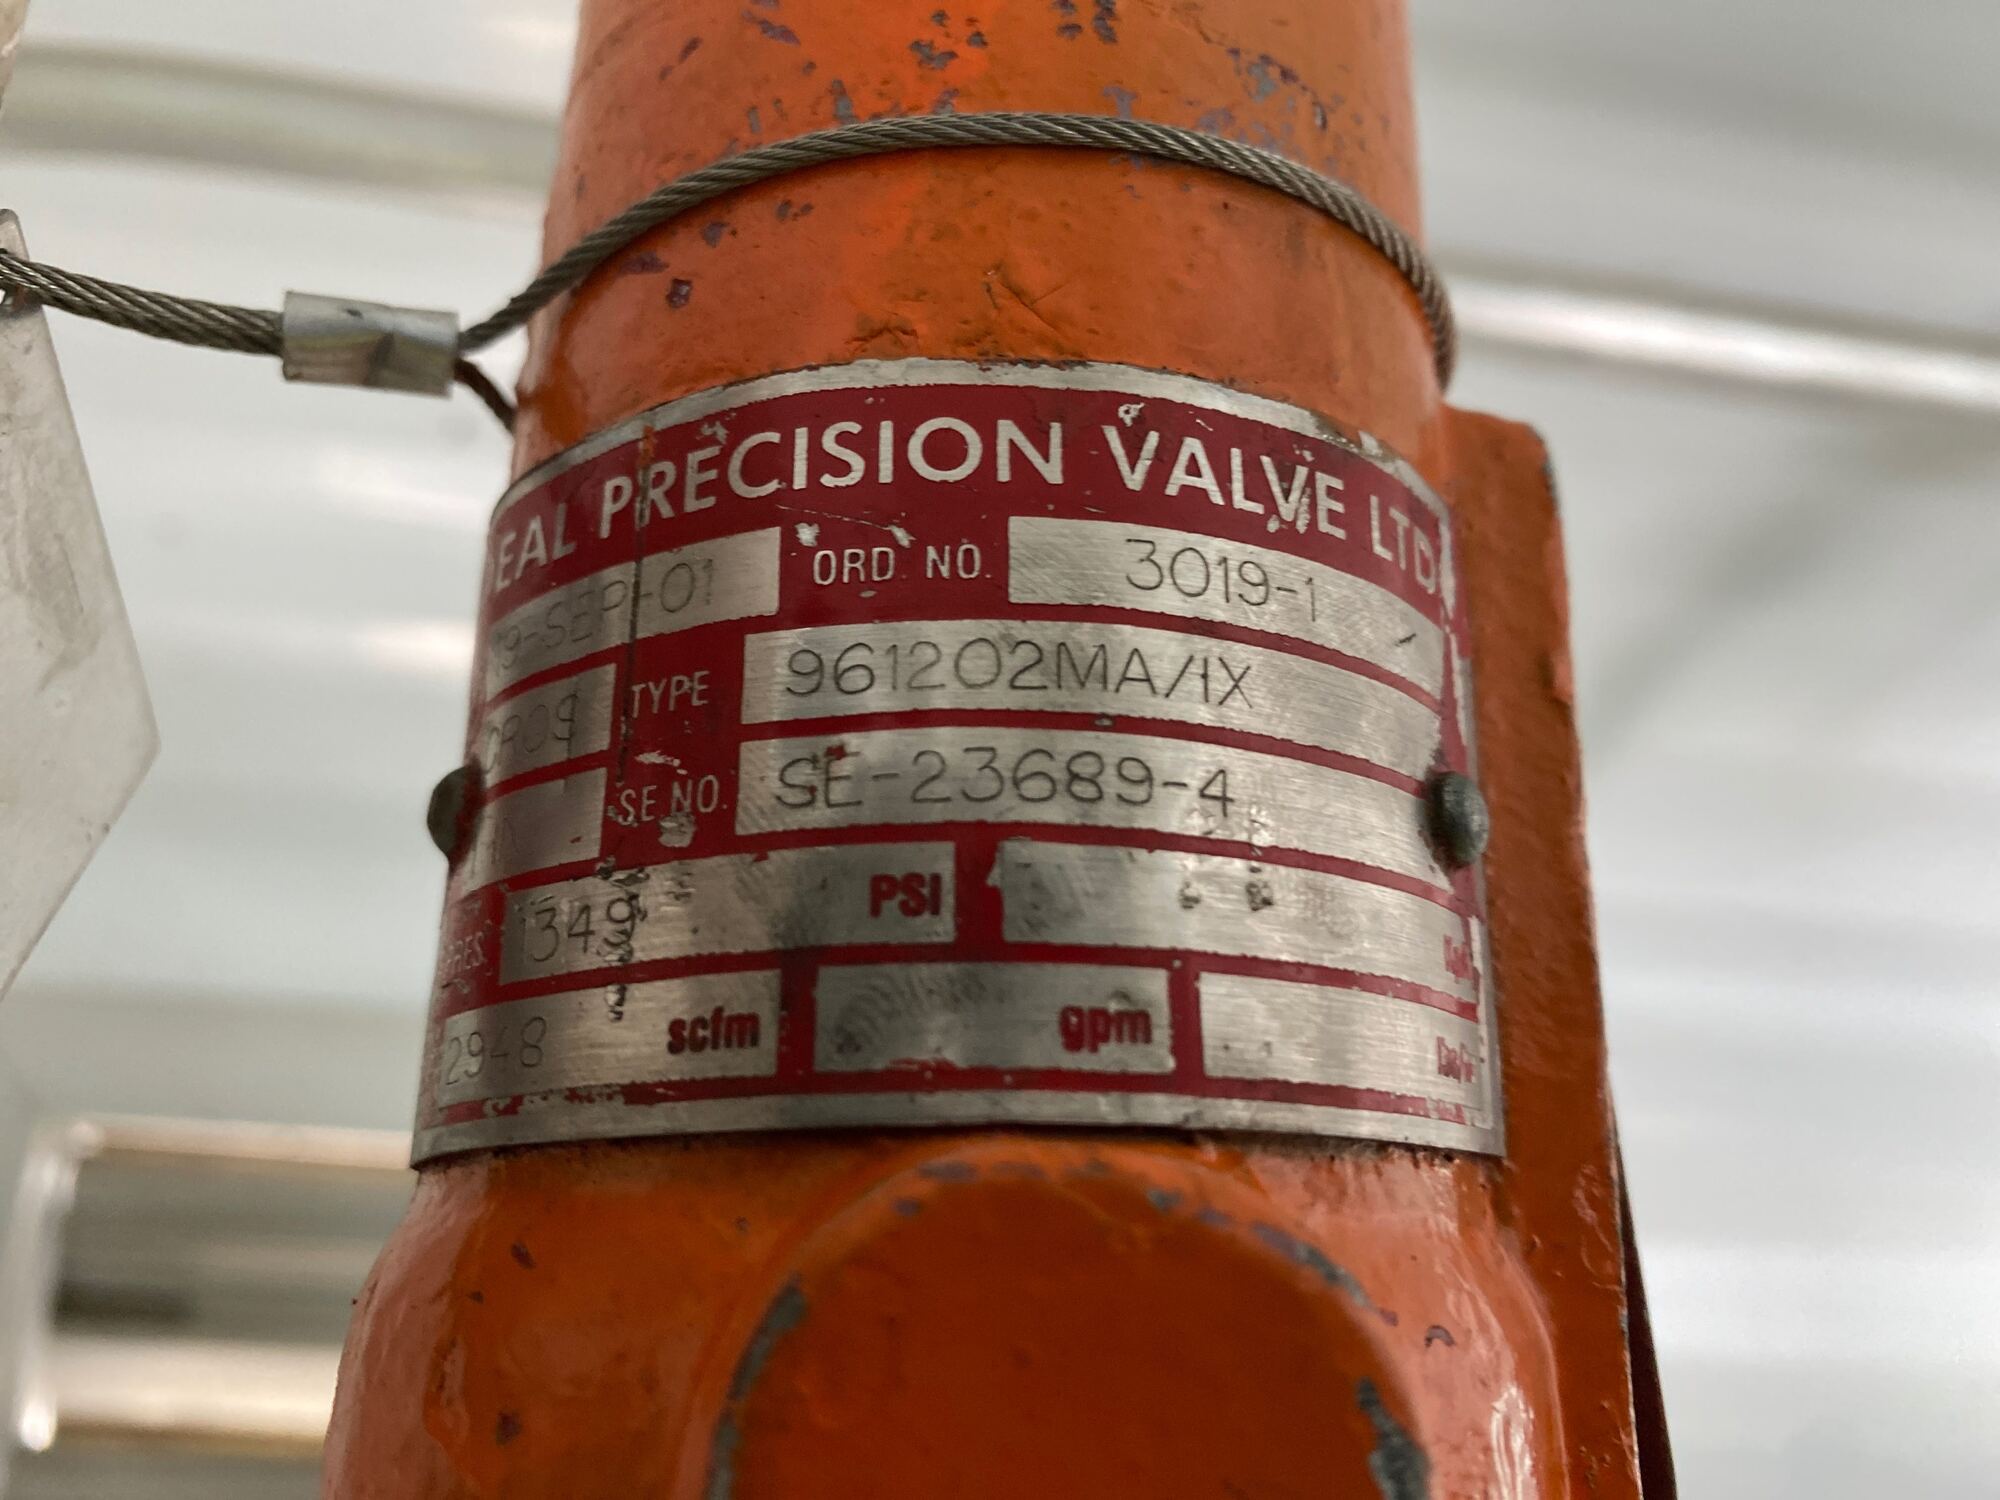 EAL PRECISION VALVE LTD
9-SEP-01 ORD NO. 3019-1
TYPE 961202MA/1X
SE.NO. SE-23689-4
PRES. 1349 PSI
2948 scfm gpm